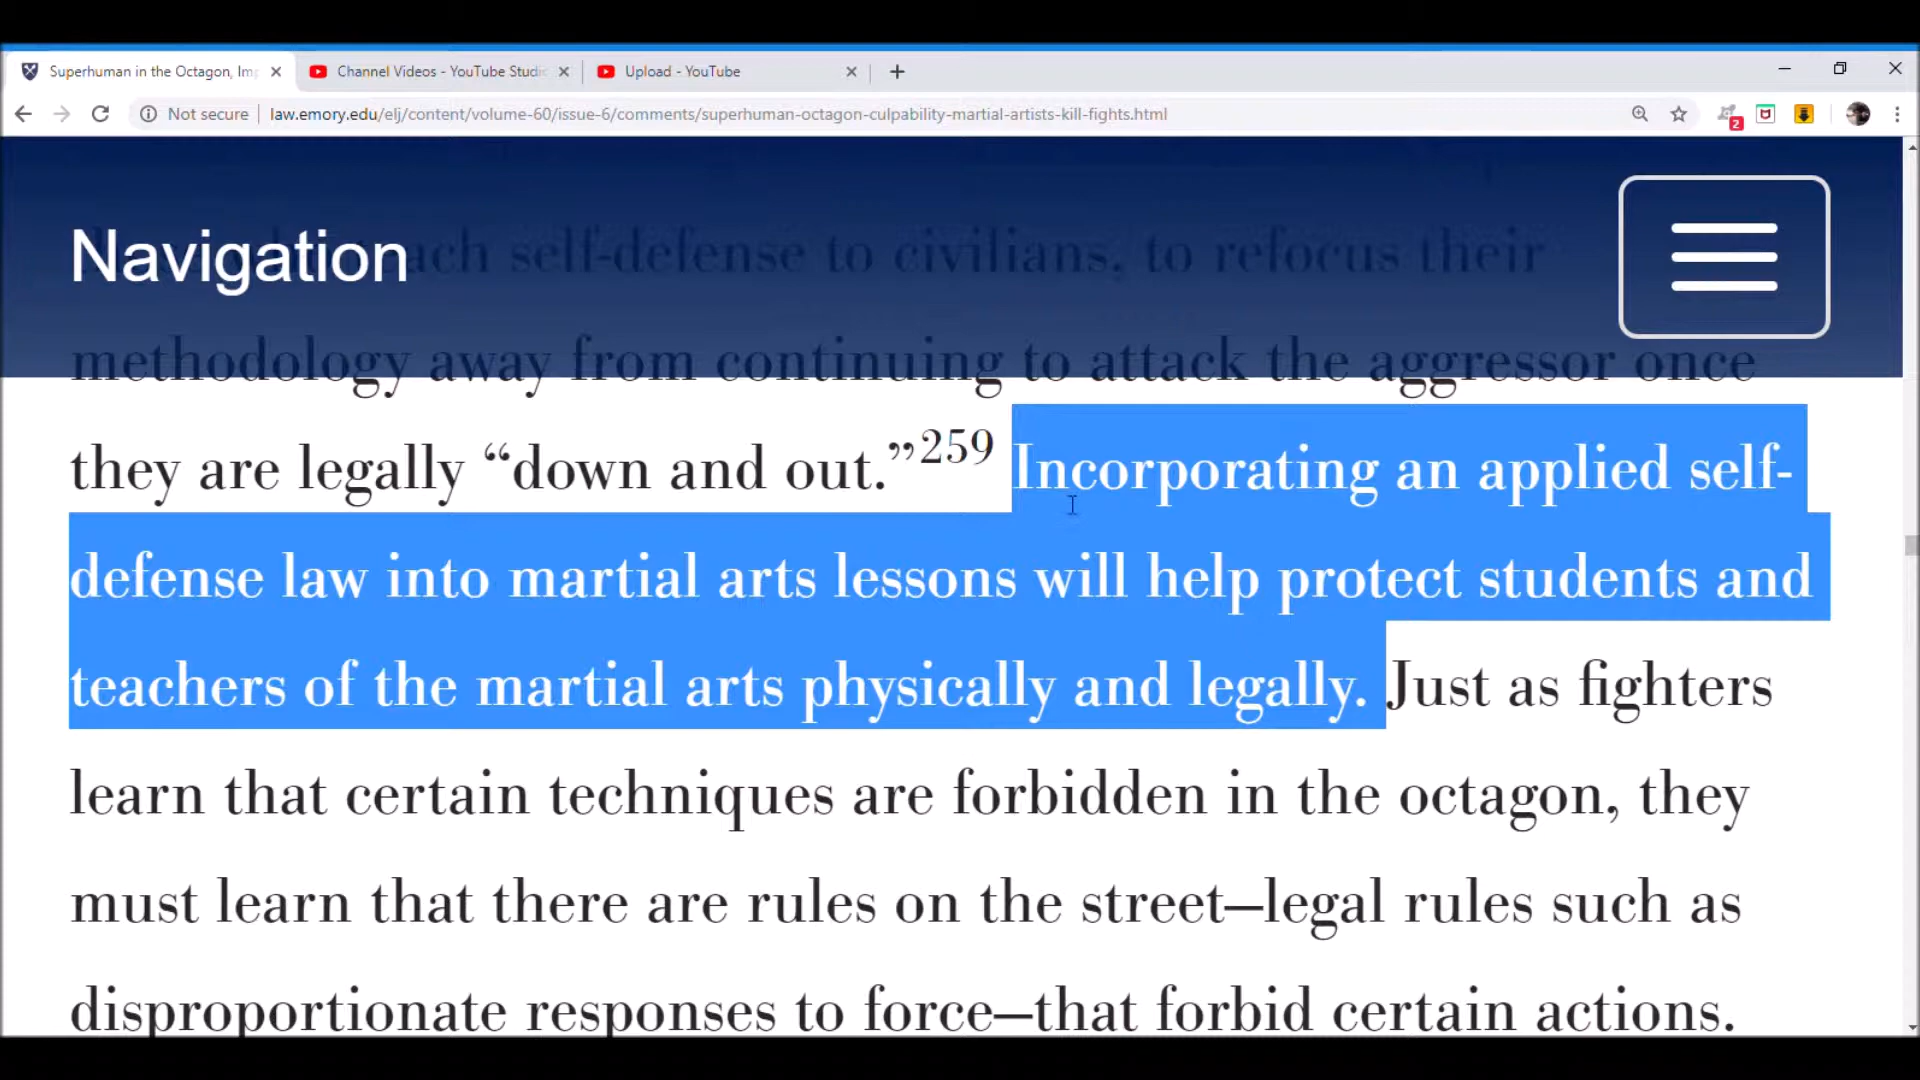 Superhuman in the Octagon, Im
Channel Videos - YouTube Studi
Upload - YouTube
Not secure
law.emory.edu/elj/content/volume-60/issue-6/comments/superhuman-octagon-culpability-martial-artists-kill-fights.html
2
Navigation
ach self-defense to civilians, to refocus their
methodology away from continuing to attack the aggressor once
they are legally “down and out.”259 Incorporating an applied self-
defense law into martial arts lessons will help protect students and
teachers of the martial arts physically and legally. Just as fighters
learn that certain techniques are forbidden in the octagon, they
must learn that there are rules on the street—legal rules such as
disproportionate responses to force—that forbid certain actions.